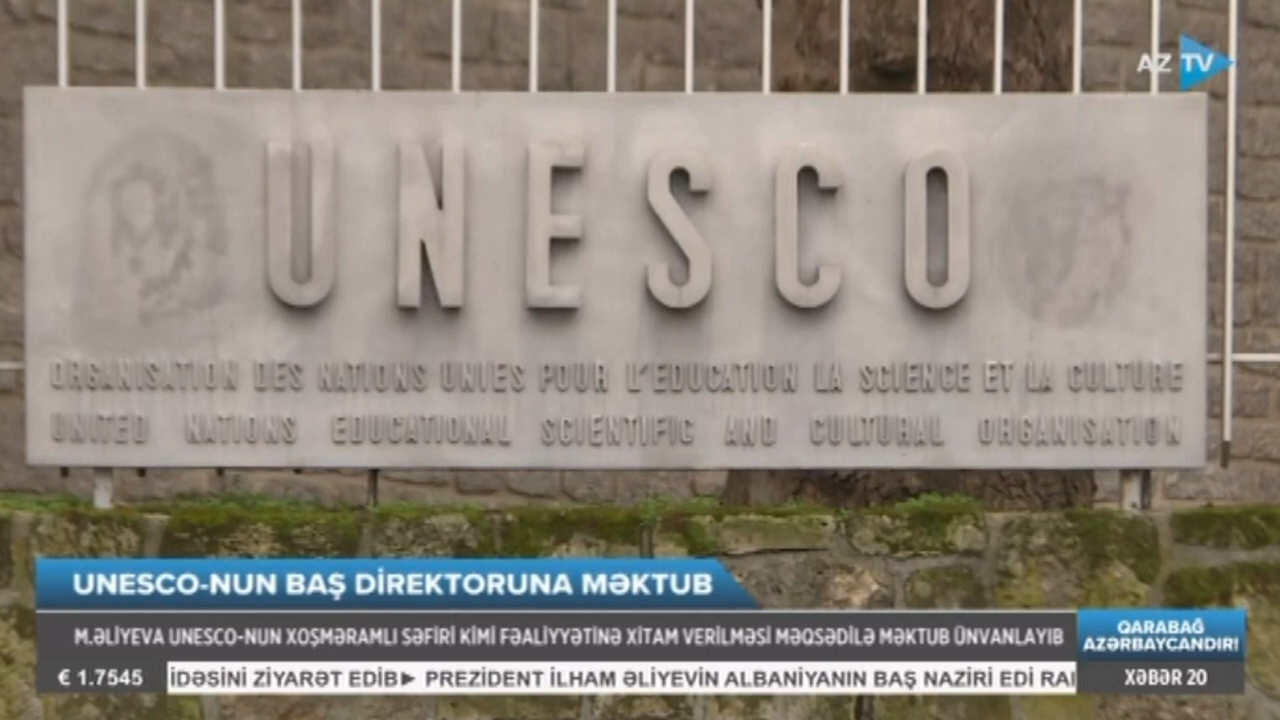 AZ TV
UNESCO
ORGANISATION DES NATIONS UNIES POUR L'EDUCATION LA SCIENCE ET LA CULTURE
UNITED NATIONS EDUCATIONAL SCIENTIFIC AND CULTURAL ORGANISATION
UNESCO-NUN BAŞ DİREKTORUNA MƏKTUB
M.ƏLİYEVA UNESCO-NUN XOŞMƏRAMLI SƏFİRİ KİMİ FƏALİYYƏTİNƏ XİTAM VERİLMƏSİ MƏQSƏDİLƏ MƏKTUB ÜNVANLAYIB
QARABAĞ
AZƏRBAYCANDIR!
€ 1.7545
İDƏSİNİ ZİYARƏT EDİB► PREZİDENT İLHAM ƏLİYEVİN ALBANİYANIN BAŞ NAZİRİ EDİ RA
XƏBƏR 20